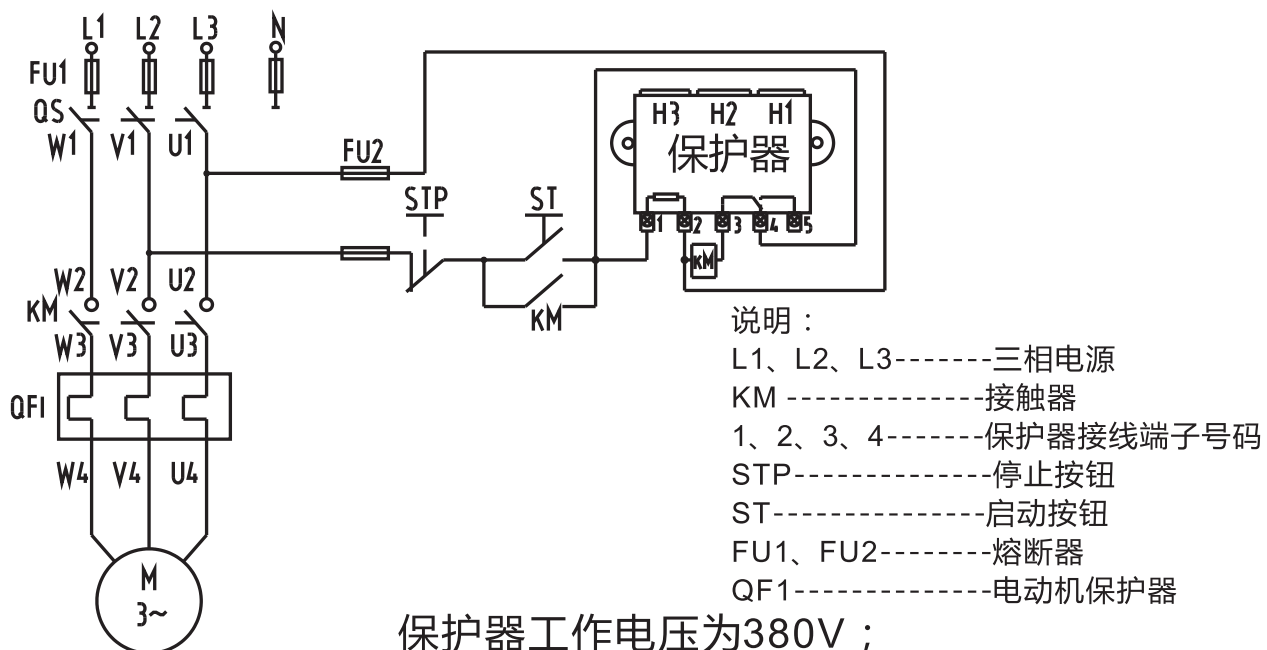 L1 L2 L3 N
FU1
QS
W1 V1 U1
FU2
H3 H2 H1
保护器
STP ST
1 2 3 4 5
KM
W2 V2 U2
KM
KM
W3 V3 U3
QF1
W4 V4 U4
M
3~
说明：
L1、L2、L3-------三相电源
KM -------------接触器
1、2、3、4-------保护器接线端子号码
STP-------------停止按钮
ST--------------启动按钮
FU1、FU2--------熔断器
QF1-------------电动机保护器
保护器工作电压为380V；